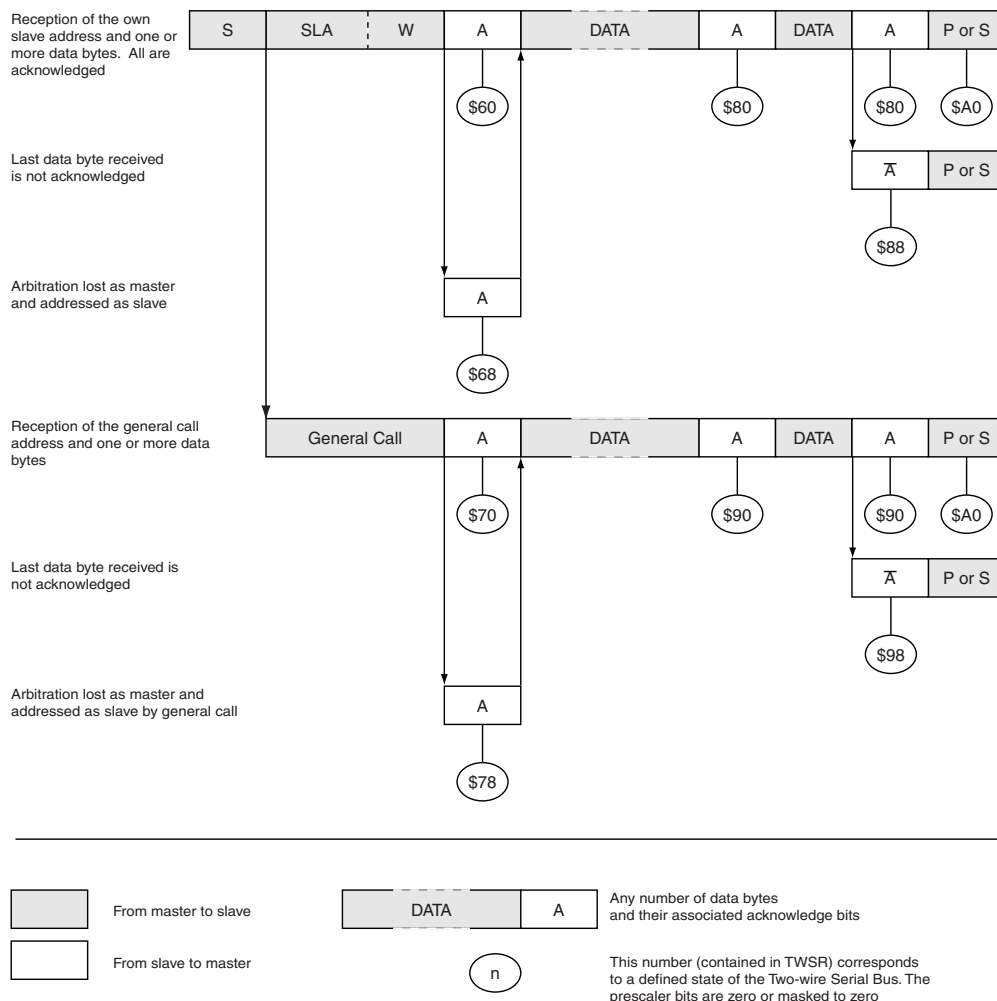 Reception of the own
slave address and one or
more data bytes. All are
acknowledged
S SLA W A DATA A DATA A P or S
$60 $80 $80 $A0
Last data byte received
is not acknowledged
A̅ P or S
$88
Arbitration lost as master
and addressed as slave
A
$68
Reception of the general call
address and one or more data
bytes
General Call A DATA A DATA A P or S
$70 $90 $90 $A0
Last data byte received is
not acknowledged
A̅ P or S
$98
Arbitration lost as master and
addressed as slave by general call
A
$78
From master to slave
DATA A
Any number of data bytes
and their associated acknowledge bits
From slave to master
n
This number (contained in TWSR) corresponds
to a defined state of the Two-wire Serial Bus. The
prescaler bits are zero or masked to zero